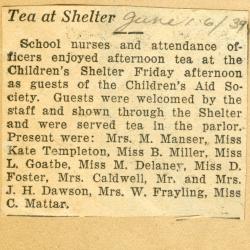 Tea at Shelter June 16/39
School nurses and attendance of-
ficers enjoyed afternoon tea at the
Children's Shelter Friday afternoon
as guests of the Children's Aid So-
ciety. Guests were welcomed by the
staff and shown through the Shelter
and were served tea in the parlor.
Present were: Mrs. M. Manser, Miss
Kate Templeton, Miss B. Miller, Miss
L. Goatbe, Miss M. Delaney, Miss D.
Foster, Mrs. Caldwell, Mr. and Mrs.
J. H. Dawson, Mrs. W. Frayling, Miss
C. Mattar.